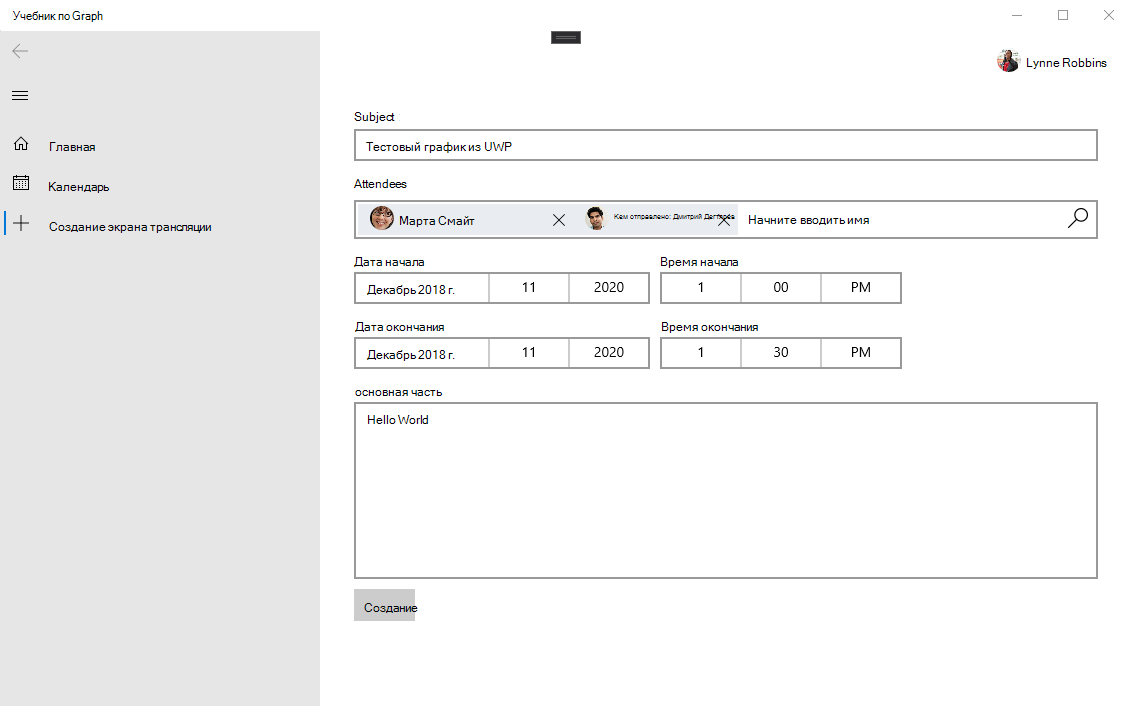 Учебник по Graph
Lynne Robbins
Главная
Календарь
Создание экрана трансляции
Subject
Тестовый график из UWP
Attendees
Марта Смайт
Кем отправлено: Дмитрий Дегтярёв
Начните вводить имя
Дата начала
Время начала
Декабрь 2018 г. 11 2020
1 00 PM
Дата окончания
Время окончания
Декабрь 2018 г. 11 2020
1 30 PM
основная часть
Hello World
Создание